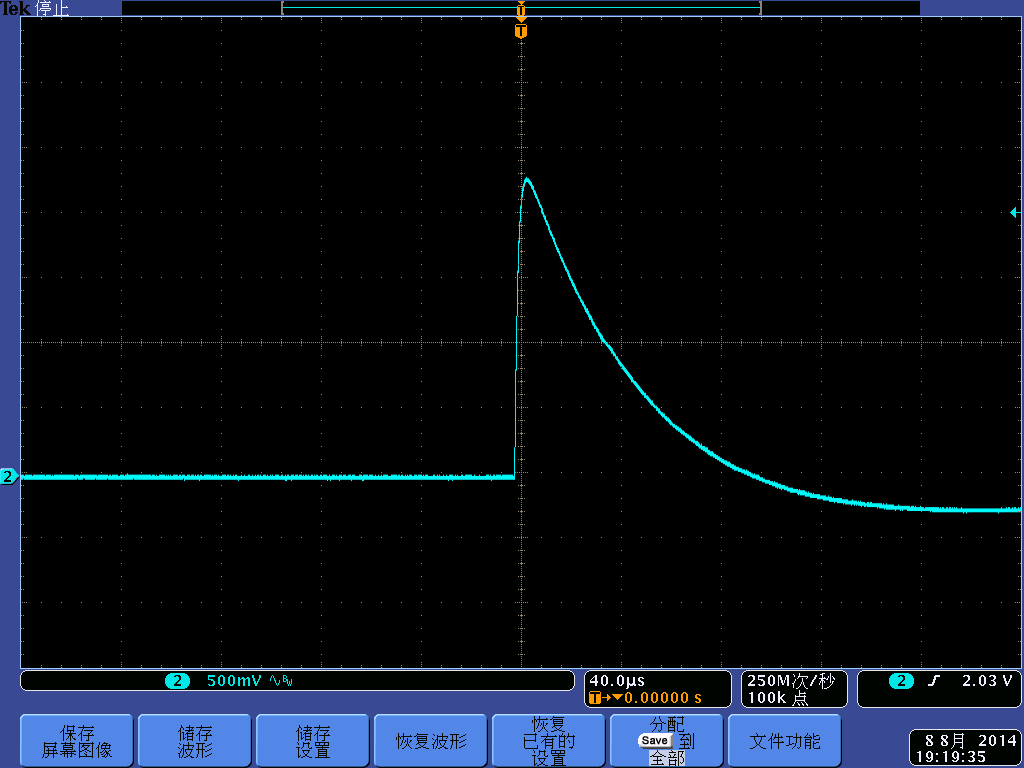 Tek 停止
T
T
2
2 500mV
40.0µs
T→▼0.00000 s
250M次/秒
100k 点
2 2.03 V
保存
屏幕图像
储存
波形
储存
设置
恢复波形
恢复
已有的
设置
分配
Save 到
全部
文件功能
8 8月 2014
19:19:35